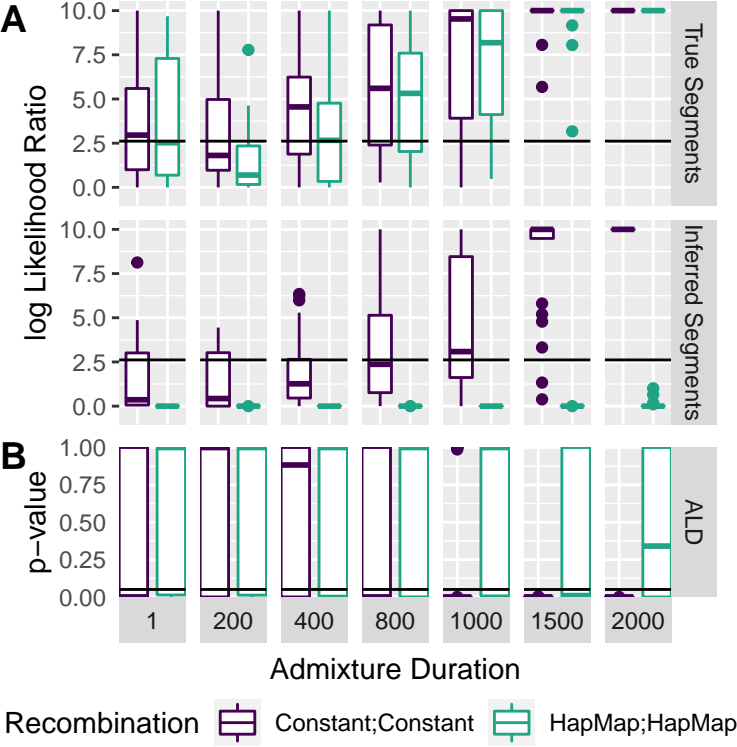 A
log Likelihood Ratio
10.0
7.5
5.0
2.5
0.0
True Segments
10.0
7.5
5.0
2.5
0.0
Inferred Segments
B
p−value
1.00
0.75
0.50
0.25
0.00
ALD
1 200 400 800 1000 1500 2000
Admixture Duration
Recombination Constant;Constant HapMap;HapMap